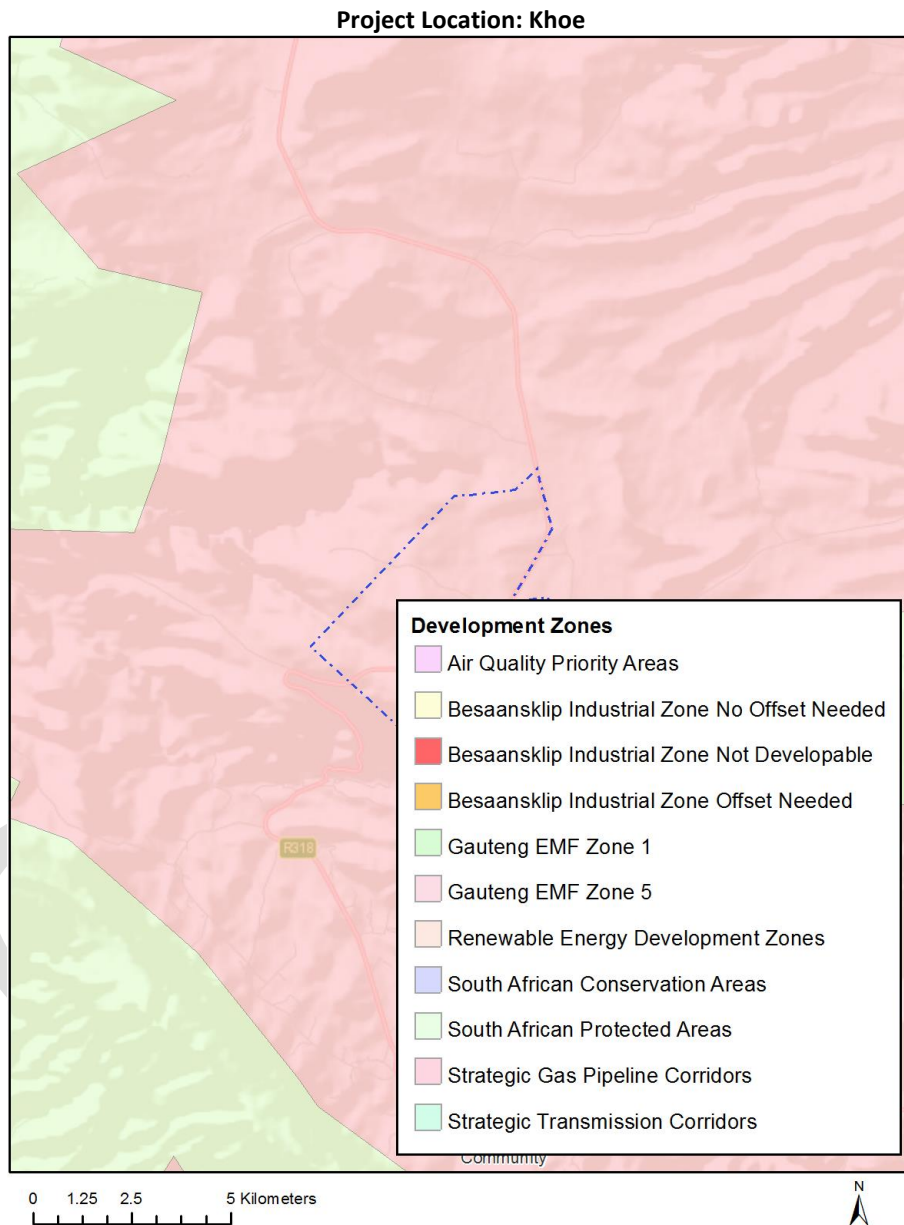 Project Location: Khoe
R318
Development Zones
Air Quality Priority Areas
Besaansklip Industrial Zone No Offset Needed
Besaansklip Industrial Zone Not Developable
Besaansklip Industrial Zone Offset Needed
Gauteng EMF Zone 1
Gauteng EMF Zone 5
Renewable Energy Development Zones
South African Conservation Areas
South African Protected Areas
Strategic Gas Pipeline Corridors
Strategic Transmission Corridors
Community
0 1.25 2.5 5 Kilometers
N